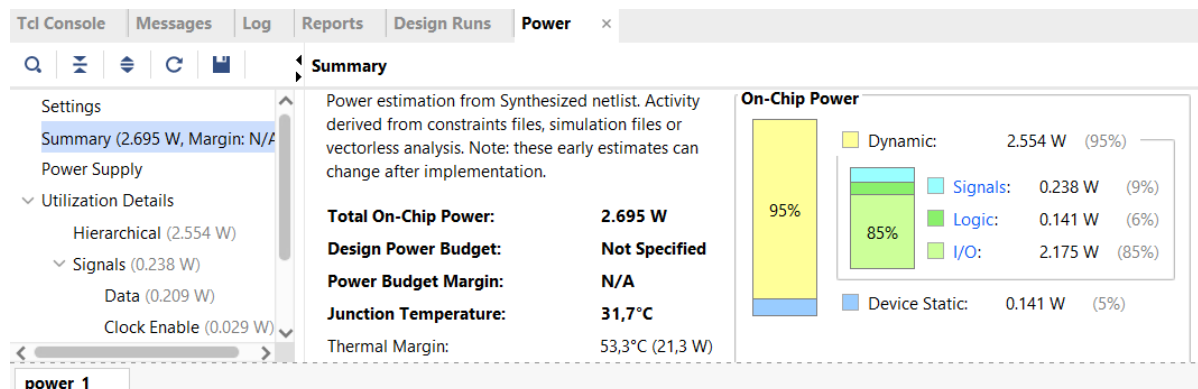 Tcl Console Messages Log Reports Design Runs Power ×
Summary
Settings
Summary (2.695 W, Margin: N/A
Power Supply
Utilization Details
Hierarchical (2.554 W)
Signals (0.238 W)
Data (0.209 W)
Clock Enable (0.029 W)
Power estimation from Synthesized netlist. Activity
derived from constraints files, simulation files or
vectorless analysis. Note: these early estimates can
change after implementation.
Total On-Chip Power: 2.695 W
Design Power Budget: Not Specified
Power Budget Margin: N/A
Junction Temperature: 31,7°C
Thermal Margin: 53,3°C (21,3 W)
On-Chip Power
95%
Dynamic: 2.554 W (95%)
85%
Signals: 0.238 W (9%)
Logic: 0.141 W (6%)
I/O: 2.175 W (85%)
Device Static: 0.141 W (5%)
power_1